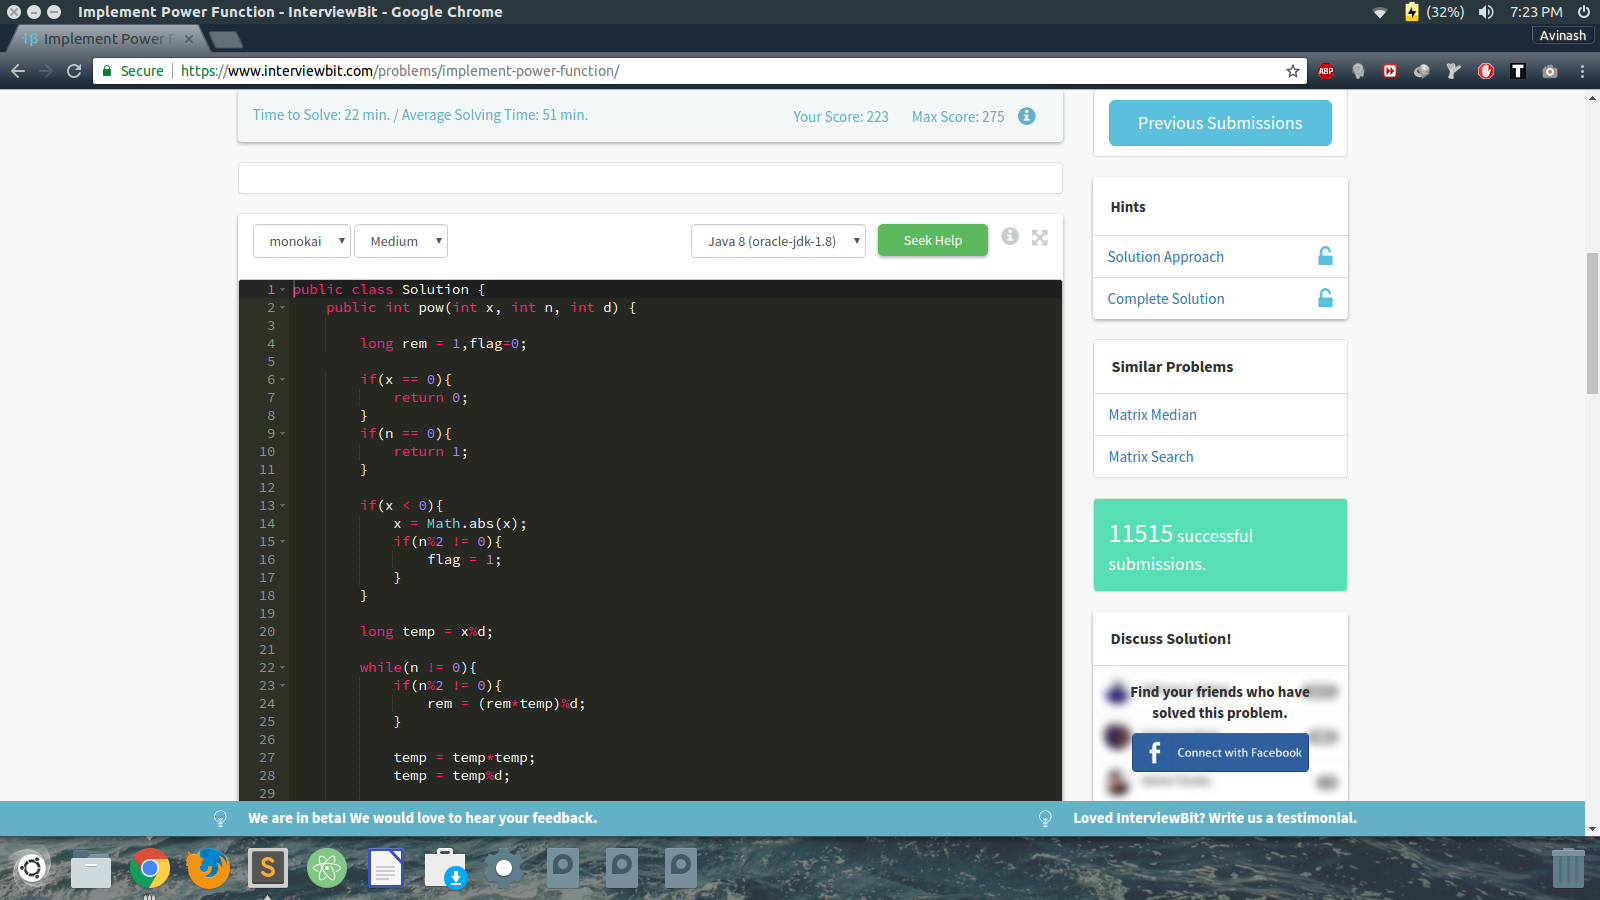 Implement Power Function - InterviewBit - Google Chrome
(32%) 7:23 PM
iβ Implement Power F
Avinash
Secure https://www.interviewbit.com/problems/implement-power-function/
ABP
T
Time to Solve: 22 min. / Average Solving Time: 51 min.
Your Score: 223 Max Score: 275
Previous Submissions
Hints
Solution Approach
Complete Solution
Similar Problems
Matrix Median
Matrix Search
11515 successful
submissions.
Discuss Solution!
Find your friends who have
solved this problem.
f Connect with Facebook
monokai Medium Java 8 (oracle-jdk-1.8) Seek Help
1 public class Solution {
2 public int pow(int x, int n, int d) {
3
4 long rem = 1,flag=0;
5
6 if(x == 0){
7 return 0;
8 }
9 if(n == 0){
10 return 1;
11 }
12
13 if(x < 0){
14 x = Math.abs(x);
15 if(n%2 != 0){
16 flag = 1;
17 }
18 }
19
20 long temp = x%d;
21
22 while(n != 0){
23 if(n%2 != 0){
24 rem = (rem*temp)%d;
25 }
26
27 temp = temp*temp;
28 temp = temp%d;
29
We are in beta! We would love to hear your feedback.
Loved InterviewBit? Write us a testimonial.
S